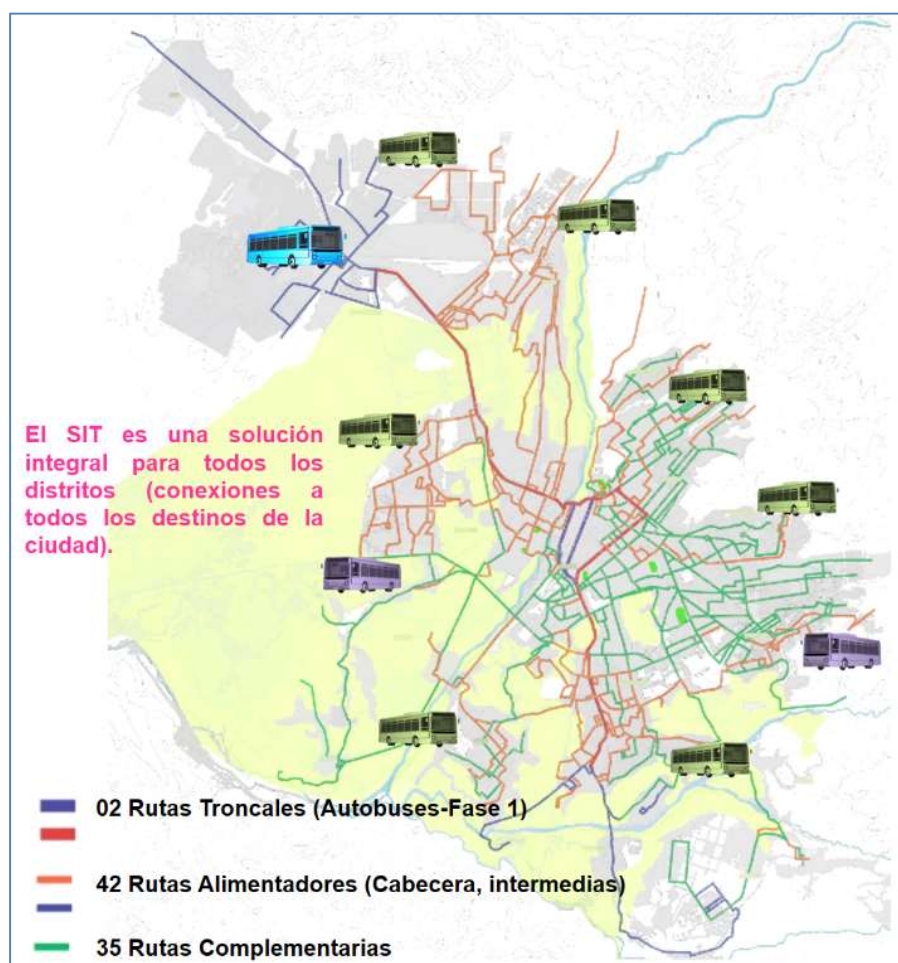 El SIT es una solución
integral para todos los
distritos (conexiones a
todos los destinos de la
ciudad).
02 Rutas Troncales (Autobuses-Fase 1)
42 Rutas Alimentadores (Cabecera, intermedias)
35 Rutas Complementarias